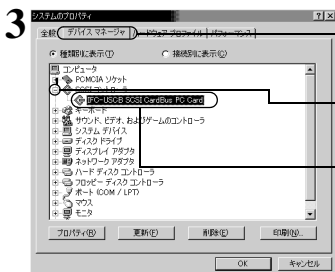 3
システムのプロパティ
全般 デバイス マネージャ ハードウェア プロファイル パフォーマンス
種類別に表示(T) 接続別に表示(C)
コンピュータ
PCMCIA ソケット
SCSI コントローラ
IFC-USCB SCSI CardBus PC Card
キーボード
サウンド、ビデオ、およびゲームのコントローラ
システム デバイス
ディスク ドライブ
ディスプレイ アダプタ
ネットワーク アダプタ
ハード ディスク コントローラ
フロッピー ディスク コントローラ
ポート (COM / LPT)
マウス
モニタ
プロパティ(R) 更新(F) 削除(E) 印刷(N)...
OK キャンセル